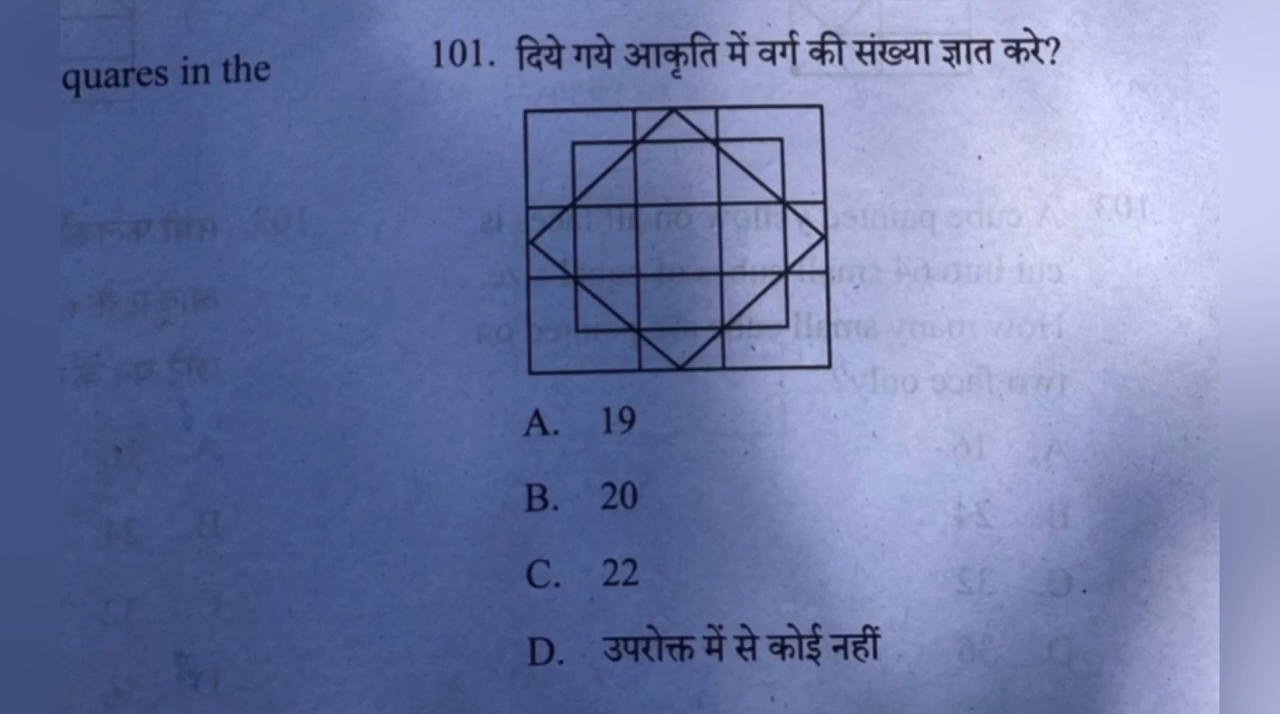 quares in the
101. दिये गये आकृति में वर्ग की संख्या ज्ञात करे?
A. 19
B. 20
C. 22
D. उपरोक्त में से कोई नहीं